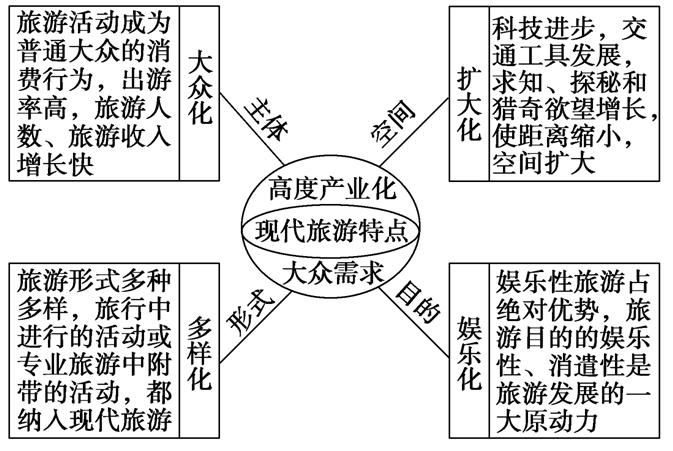 旅游活动成为
普通大众的消
费行为，出游
率高，旅游人
数、旅游收入
增长快
大众化
主体
空间
扩大化
科技进步，交
通工具发展，
求知、探秘和
猎奇欲望增长，
使距离缩小，
空间扩大
高度产业化
现代旅游特点
大众需求
旅游形式多种
多样，旅行中
进行的活动或
专业旅游中附
带的活动，都
纳入现代旅游
多样化
形式
目的
娱乐化
娱乐性旅游占
绝对优势，旅
游目的的娱乐
性、消遣性是
旅游发展的一
大原动力